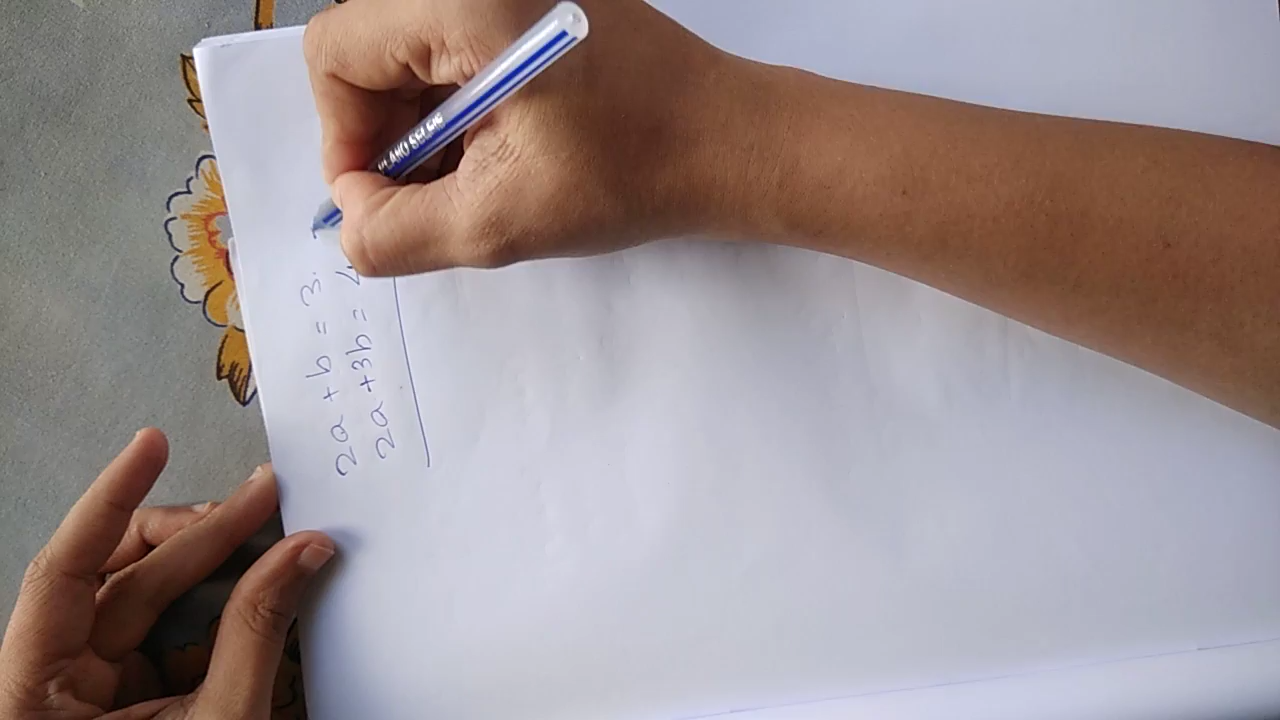 2a + b = 3.
2a + 3b = 4